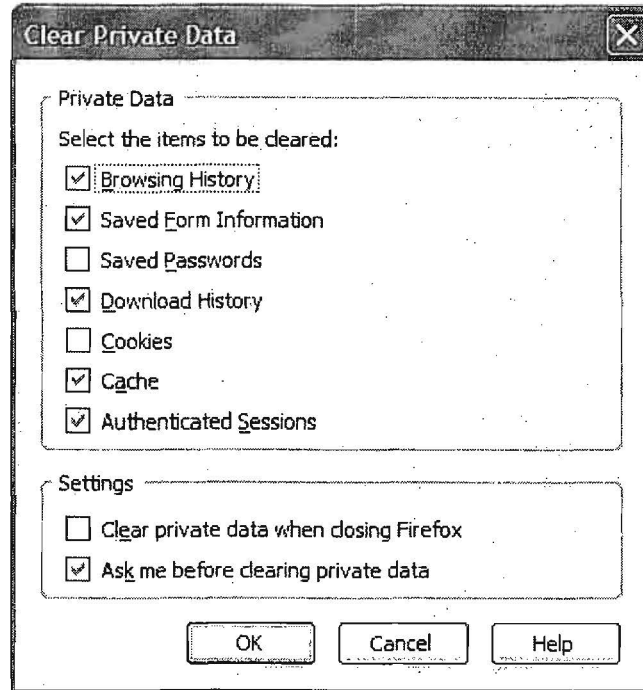 Clear Private Data
Private Data
Select the items to be cleared:
Browsing History
Saved Form Information
Saved Passwords
Download History
Cookies
Cache
Authenticated Sessions
Settings
Clear private data when closing Firefox
Ask me before clearing private data
OK
Cancel
Help